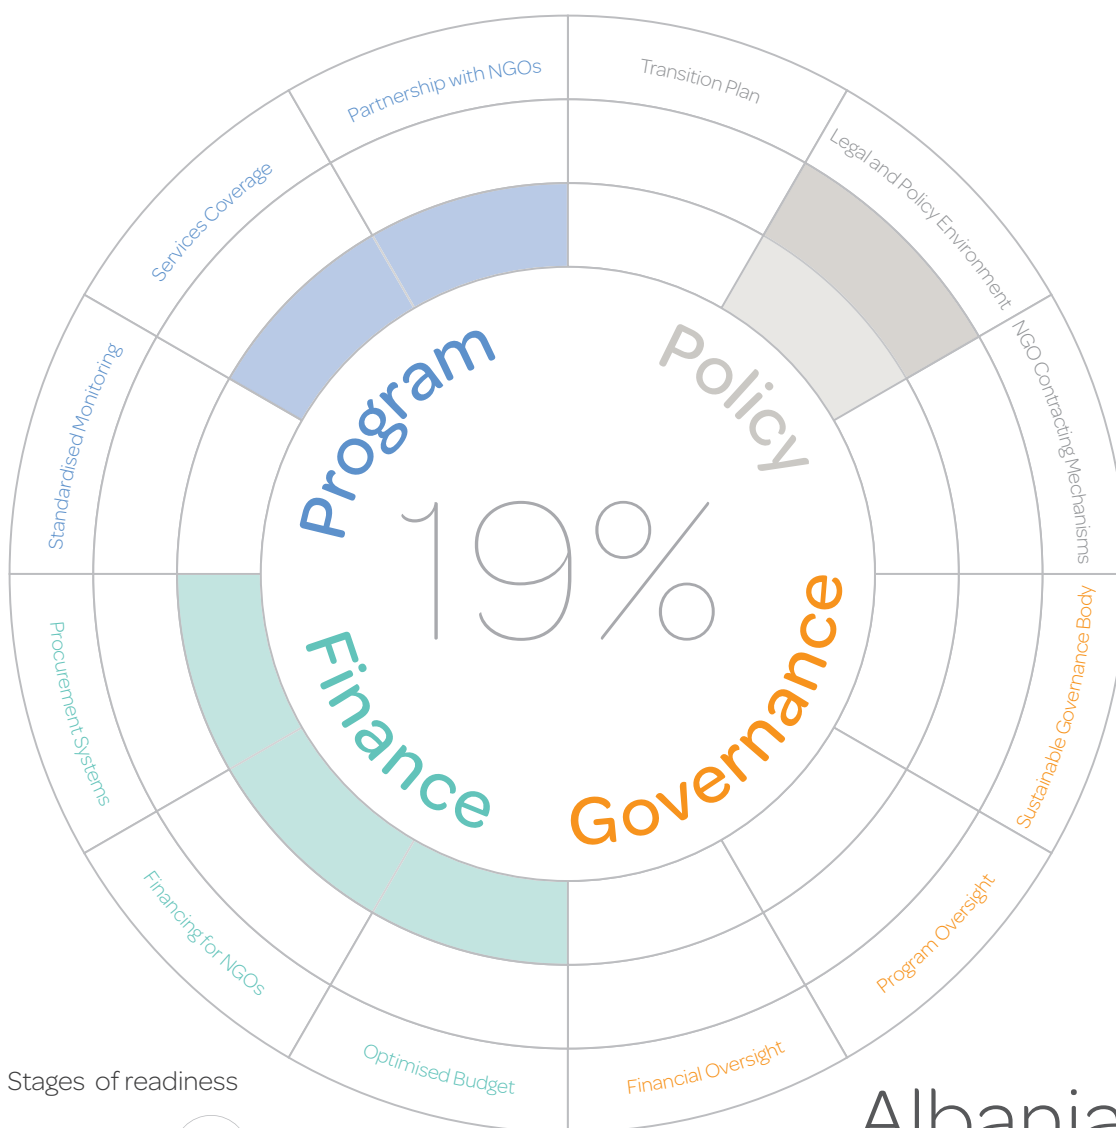 Partnership with NGOs
Transition Plan
Services Coverage
Legal and Policy Environment
Standardised Monitoring
NGO Contracting Mechanisms
Program
Policy
19%
Finance
Governance
Procurement Systems
Sustainable Governance Body
Financing for NGOs
Program Oversight
Optimised Budget
Financial Oversight
Stages of readiness
Albania